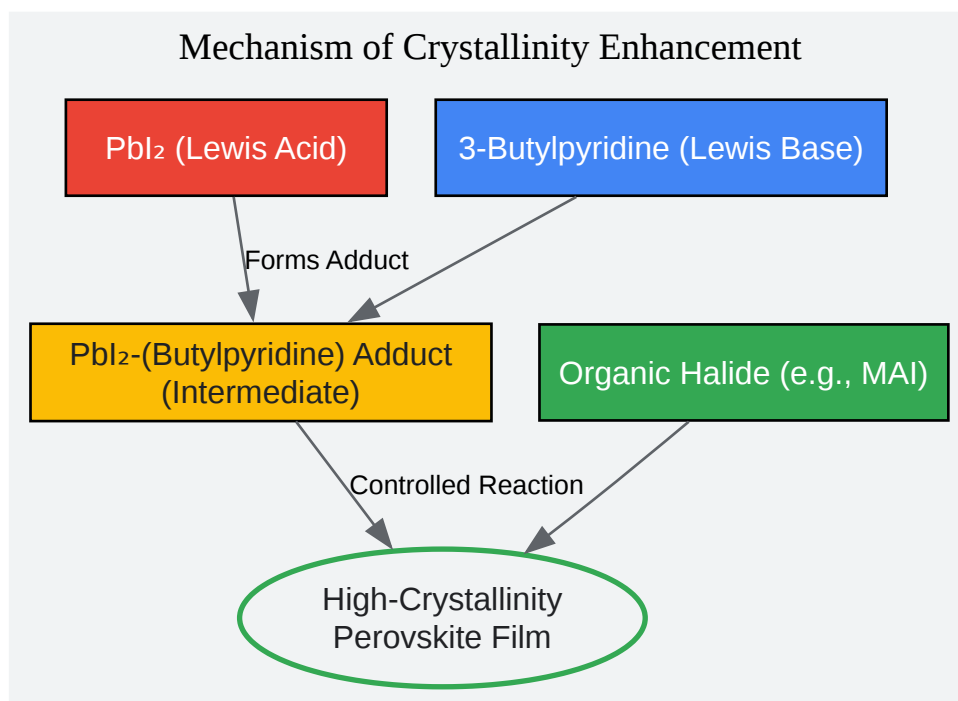 Mechanism of Crystallinity Enhancement
PbI₂ (Lewis Acid)
3-Butylpyridine (Lewis Base)
Forms Adduct
PbI₂-(Butylpyridine) Adduct
(Intermediate)
Organic Halide (e.g., MAI)
Controlled Reaction
High-Crystallinity
Perovskite Film